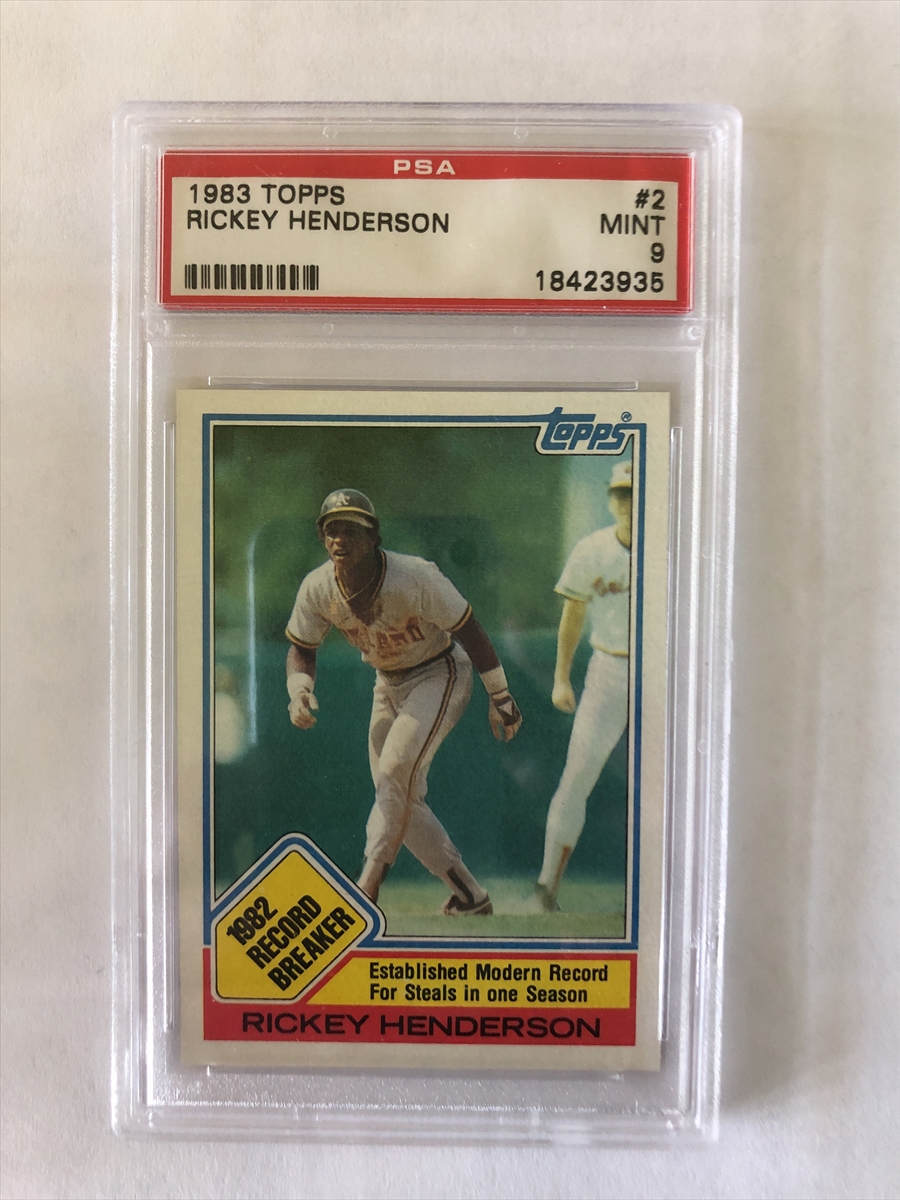 PSA
1983 TOPPS #2
RICKEY HENDERSON MINT
9
18423935
topps®
A
1982
RECORD
BREAKER
Established Modern Record
For Steals in one Season
RICKEY HENDERSON